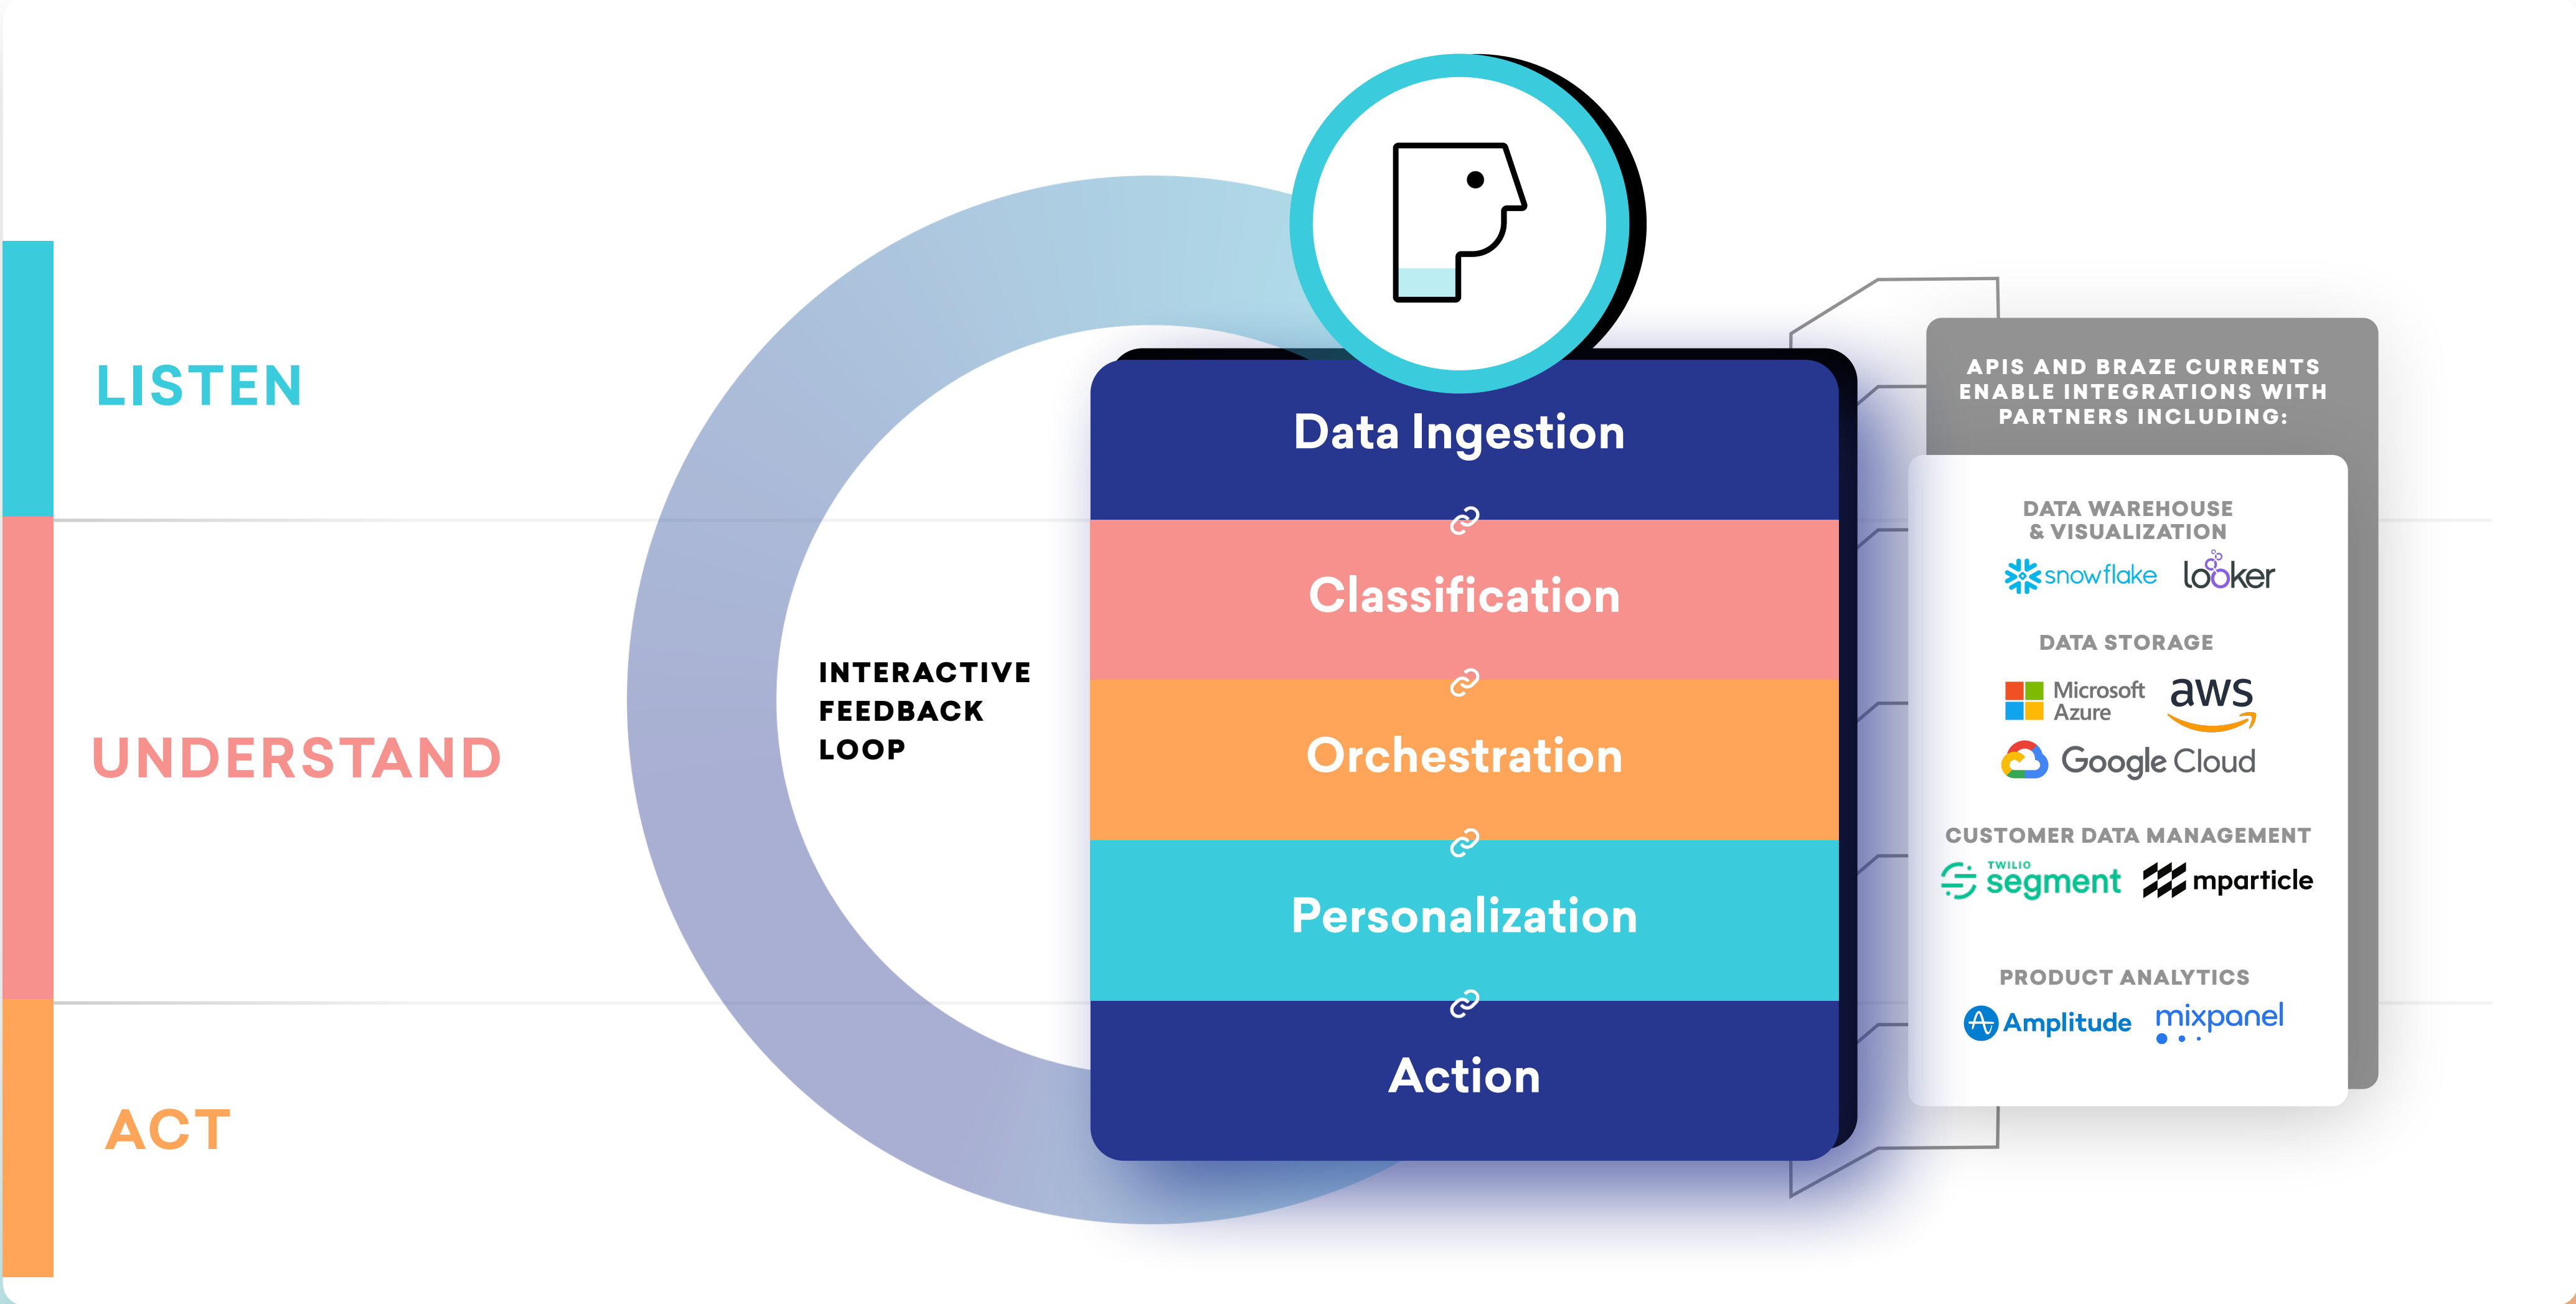 LISTEN
UNDERSTAND
ACT
INTERACTIVE
FEEDBACK
LOOP
Data Ingestion
Classification
Orchestration
Personalization
Action
APIS AND BRAZE CURRENTS
ENABLE INTEGRATIONS WITH
PARTNERS INCLUDING:
DATA WAREHOUSE
& VISUALIZATION
snowflake looker
DATA STORAGE
Microsoft
Azure
aws
Google Cloud
CUSTOMER DATA MANAGEMENT
TWILIO
segment
mparticle
PRODUCT ANALYTICS
Amplitude mixpanel